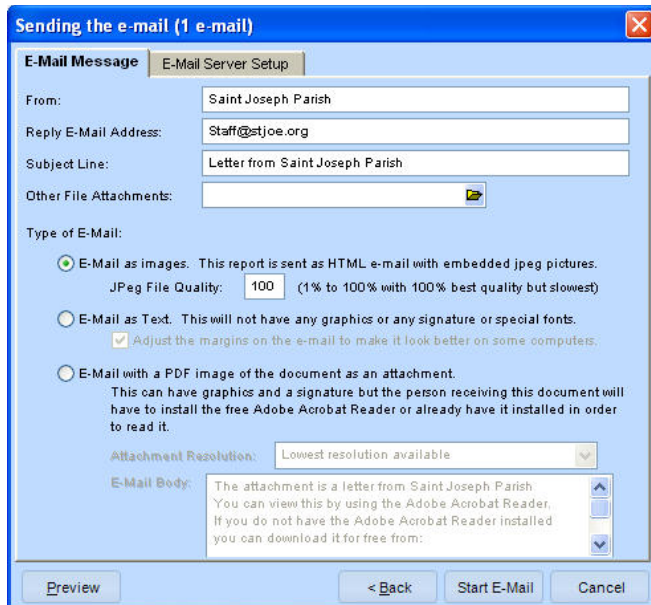 Sending the e-mail (1 e-mail)
E-Mail Message E-Mail Server Setup
From: Saint Joseph Parish
Reply E-Mail Address: Staff@stjoe.org
Subject Line: Letter from Saint Joseph Parish
Other File Attachments:
Type of E-Mail:
E-Mail as images. This report is sent as HTML e-mail with embedded jpeg pictures.
JPeg File Quality: 100 (1% to 100% with 100% best quality but slowest)
E-Mail as Text. This will not have any graphics or any signature or special fonts.
Adjust the margins on the e-mail to make it look better on some computers.
E-Mail with a PDF image of the document as an attachment.
This can have graphics and a signature but the person receiving this document will
have to install the free Adobe Acrobat Reader or already have it installed in order
to read it.
Attachment Resolution: Lowest resolution available
E-Mail Body: The attachment is a letter from Saint Joseph Parish
You can view this by using the Adobe Acrobat Reader.
If you do not have the Adobe Acrobat Reader installed
you can download it for free from:
Preview < Back Start E-Mail Cancel